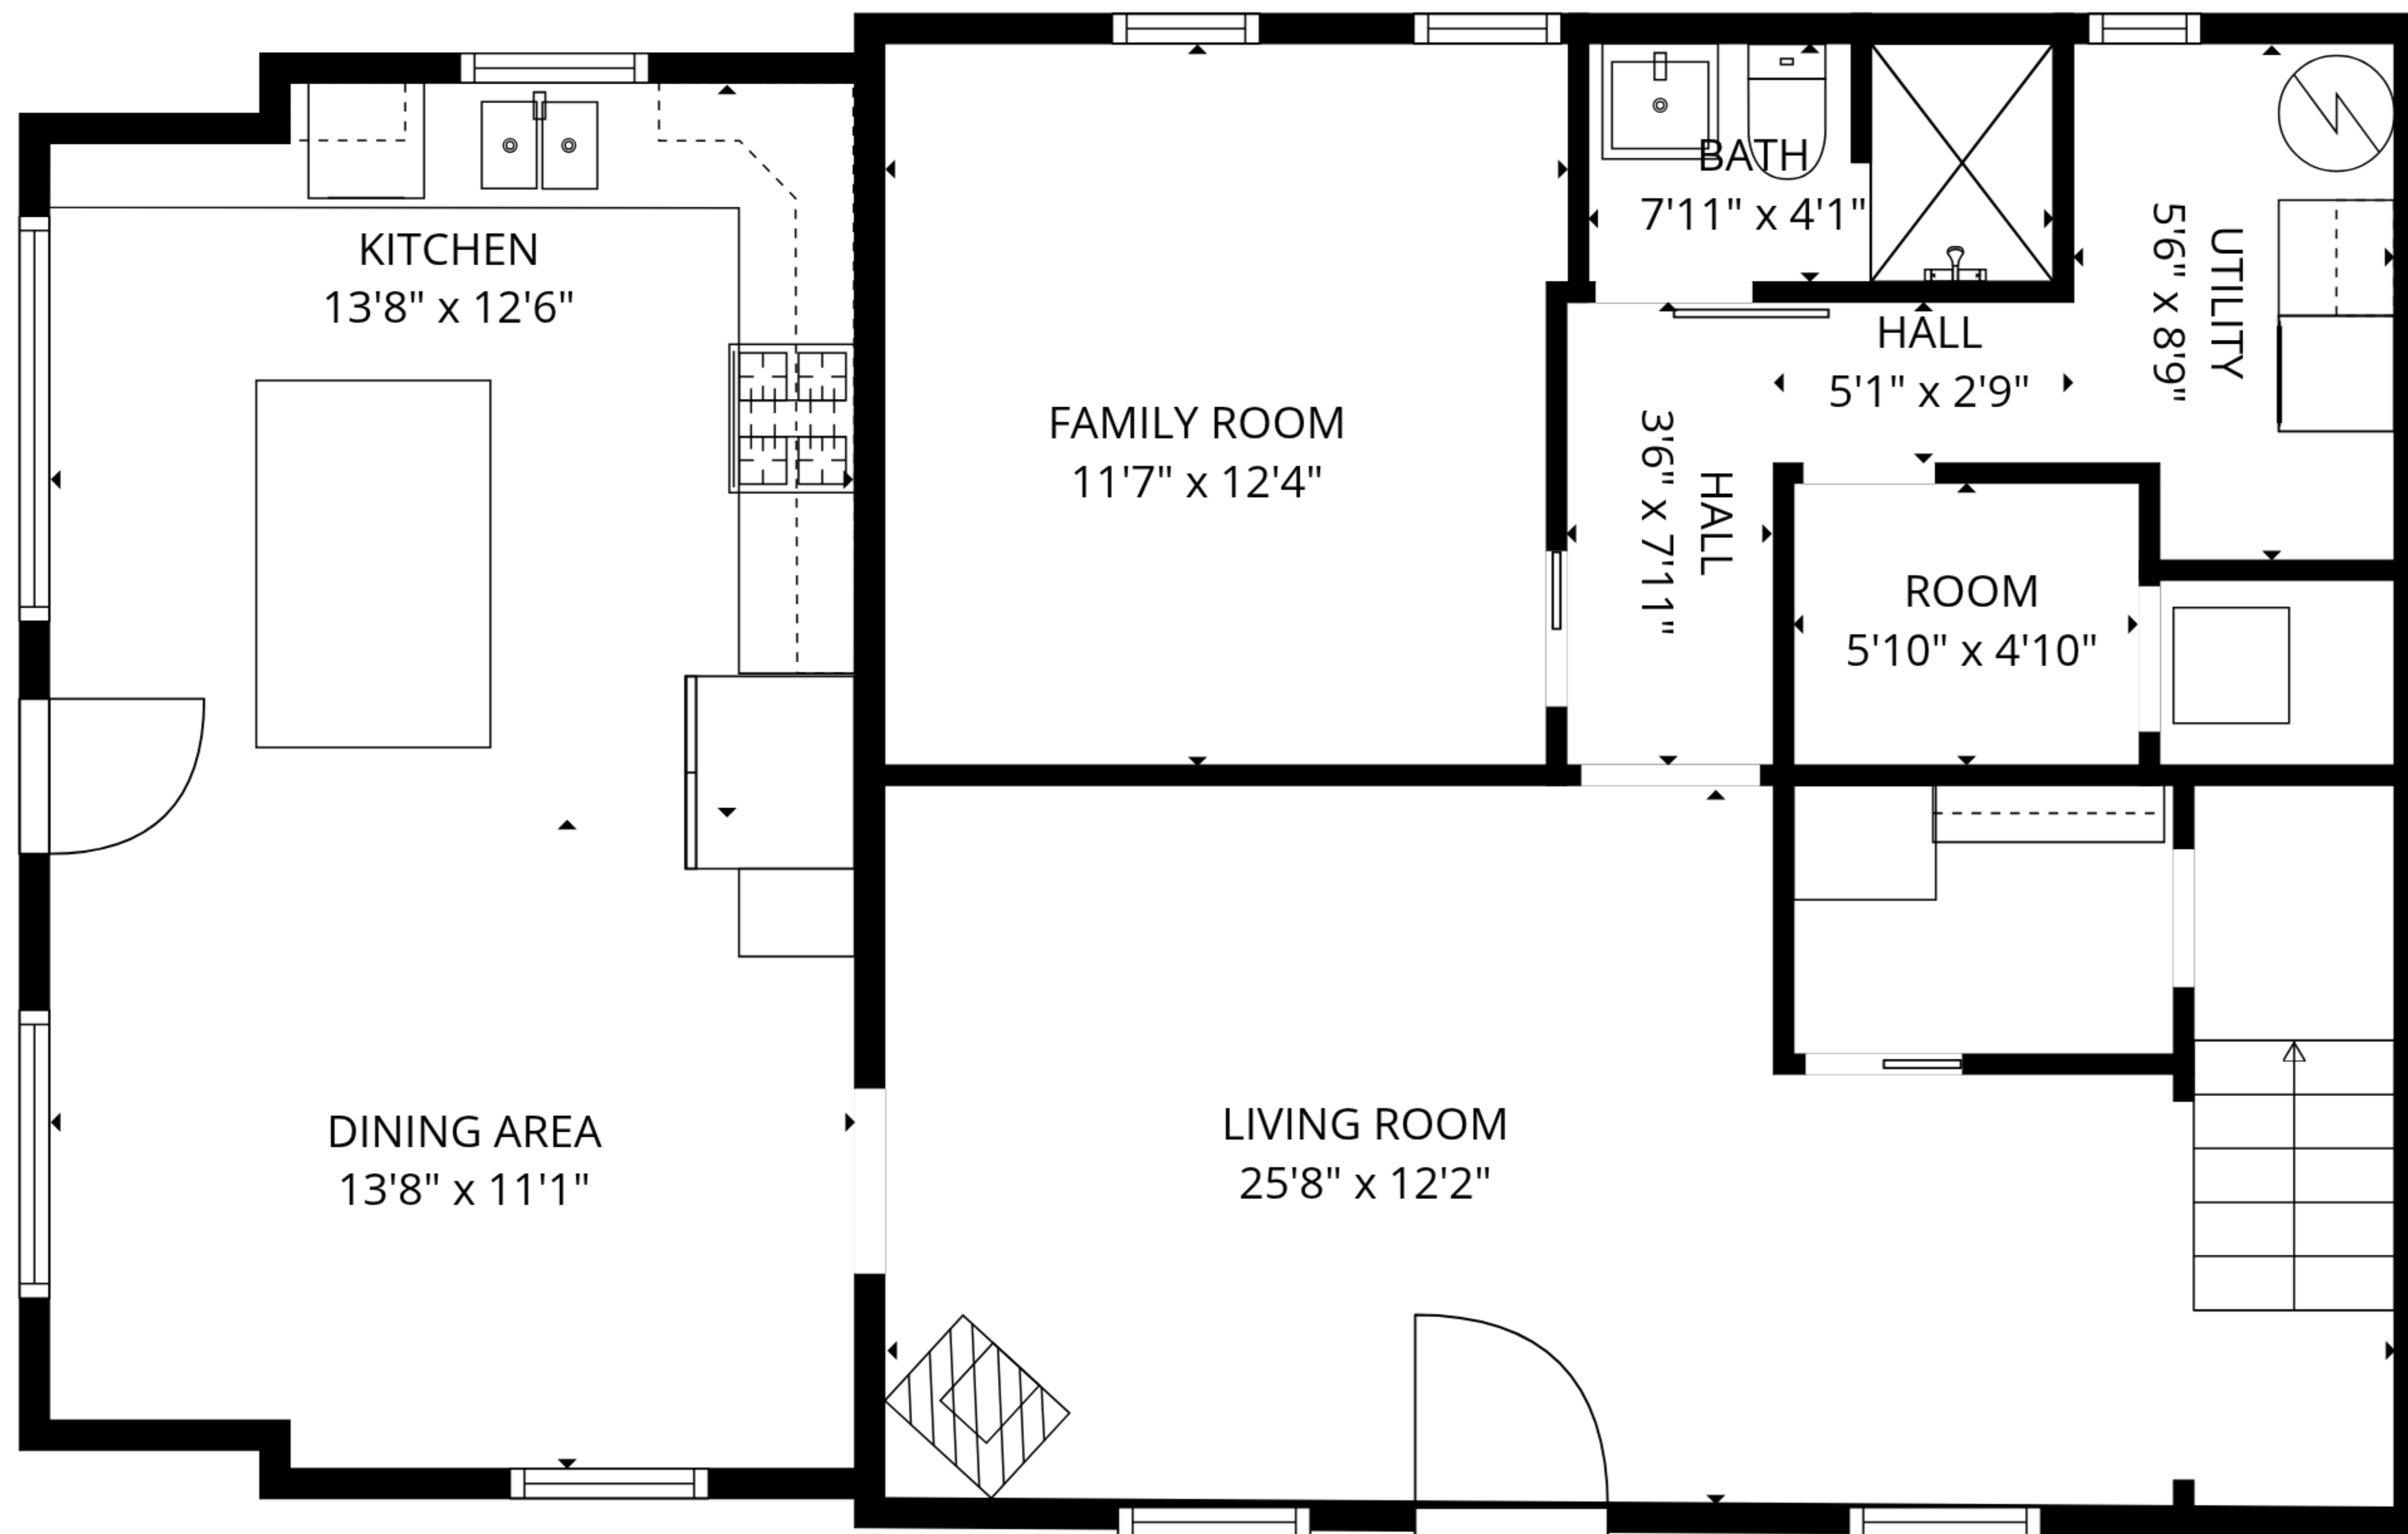 KITCHEN
13'8" x 12'6"
FAMILY ROOM
11'7" x 12'4"
BATH
7'11" x 4'1"
HALL
5'1" x 2'9"
UTILITY
5'6" x 8'9"
HALL
3'6" x 7'11"
ROOM
5'10" x 4'10"
DINING AREA
13'8" x 11'1"
LIVING ROOM
25'8" x 12'2"